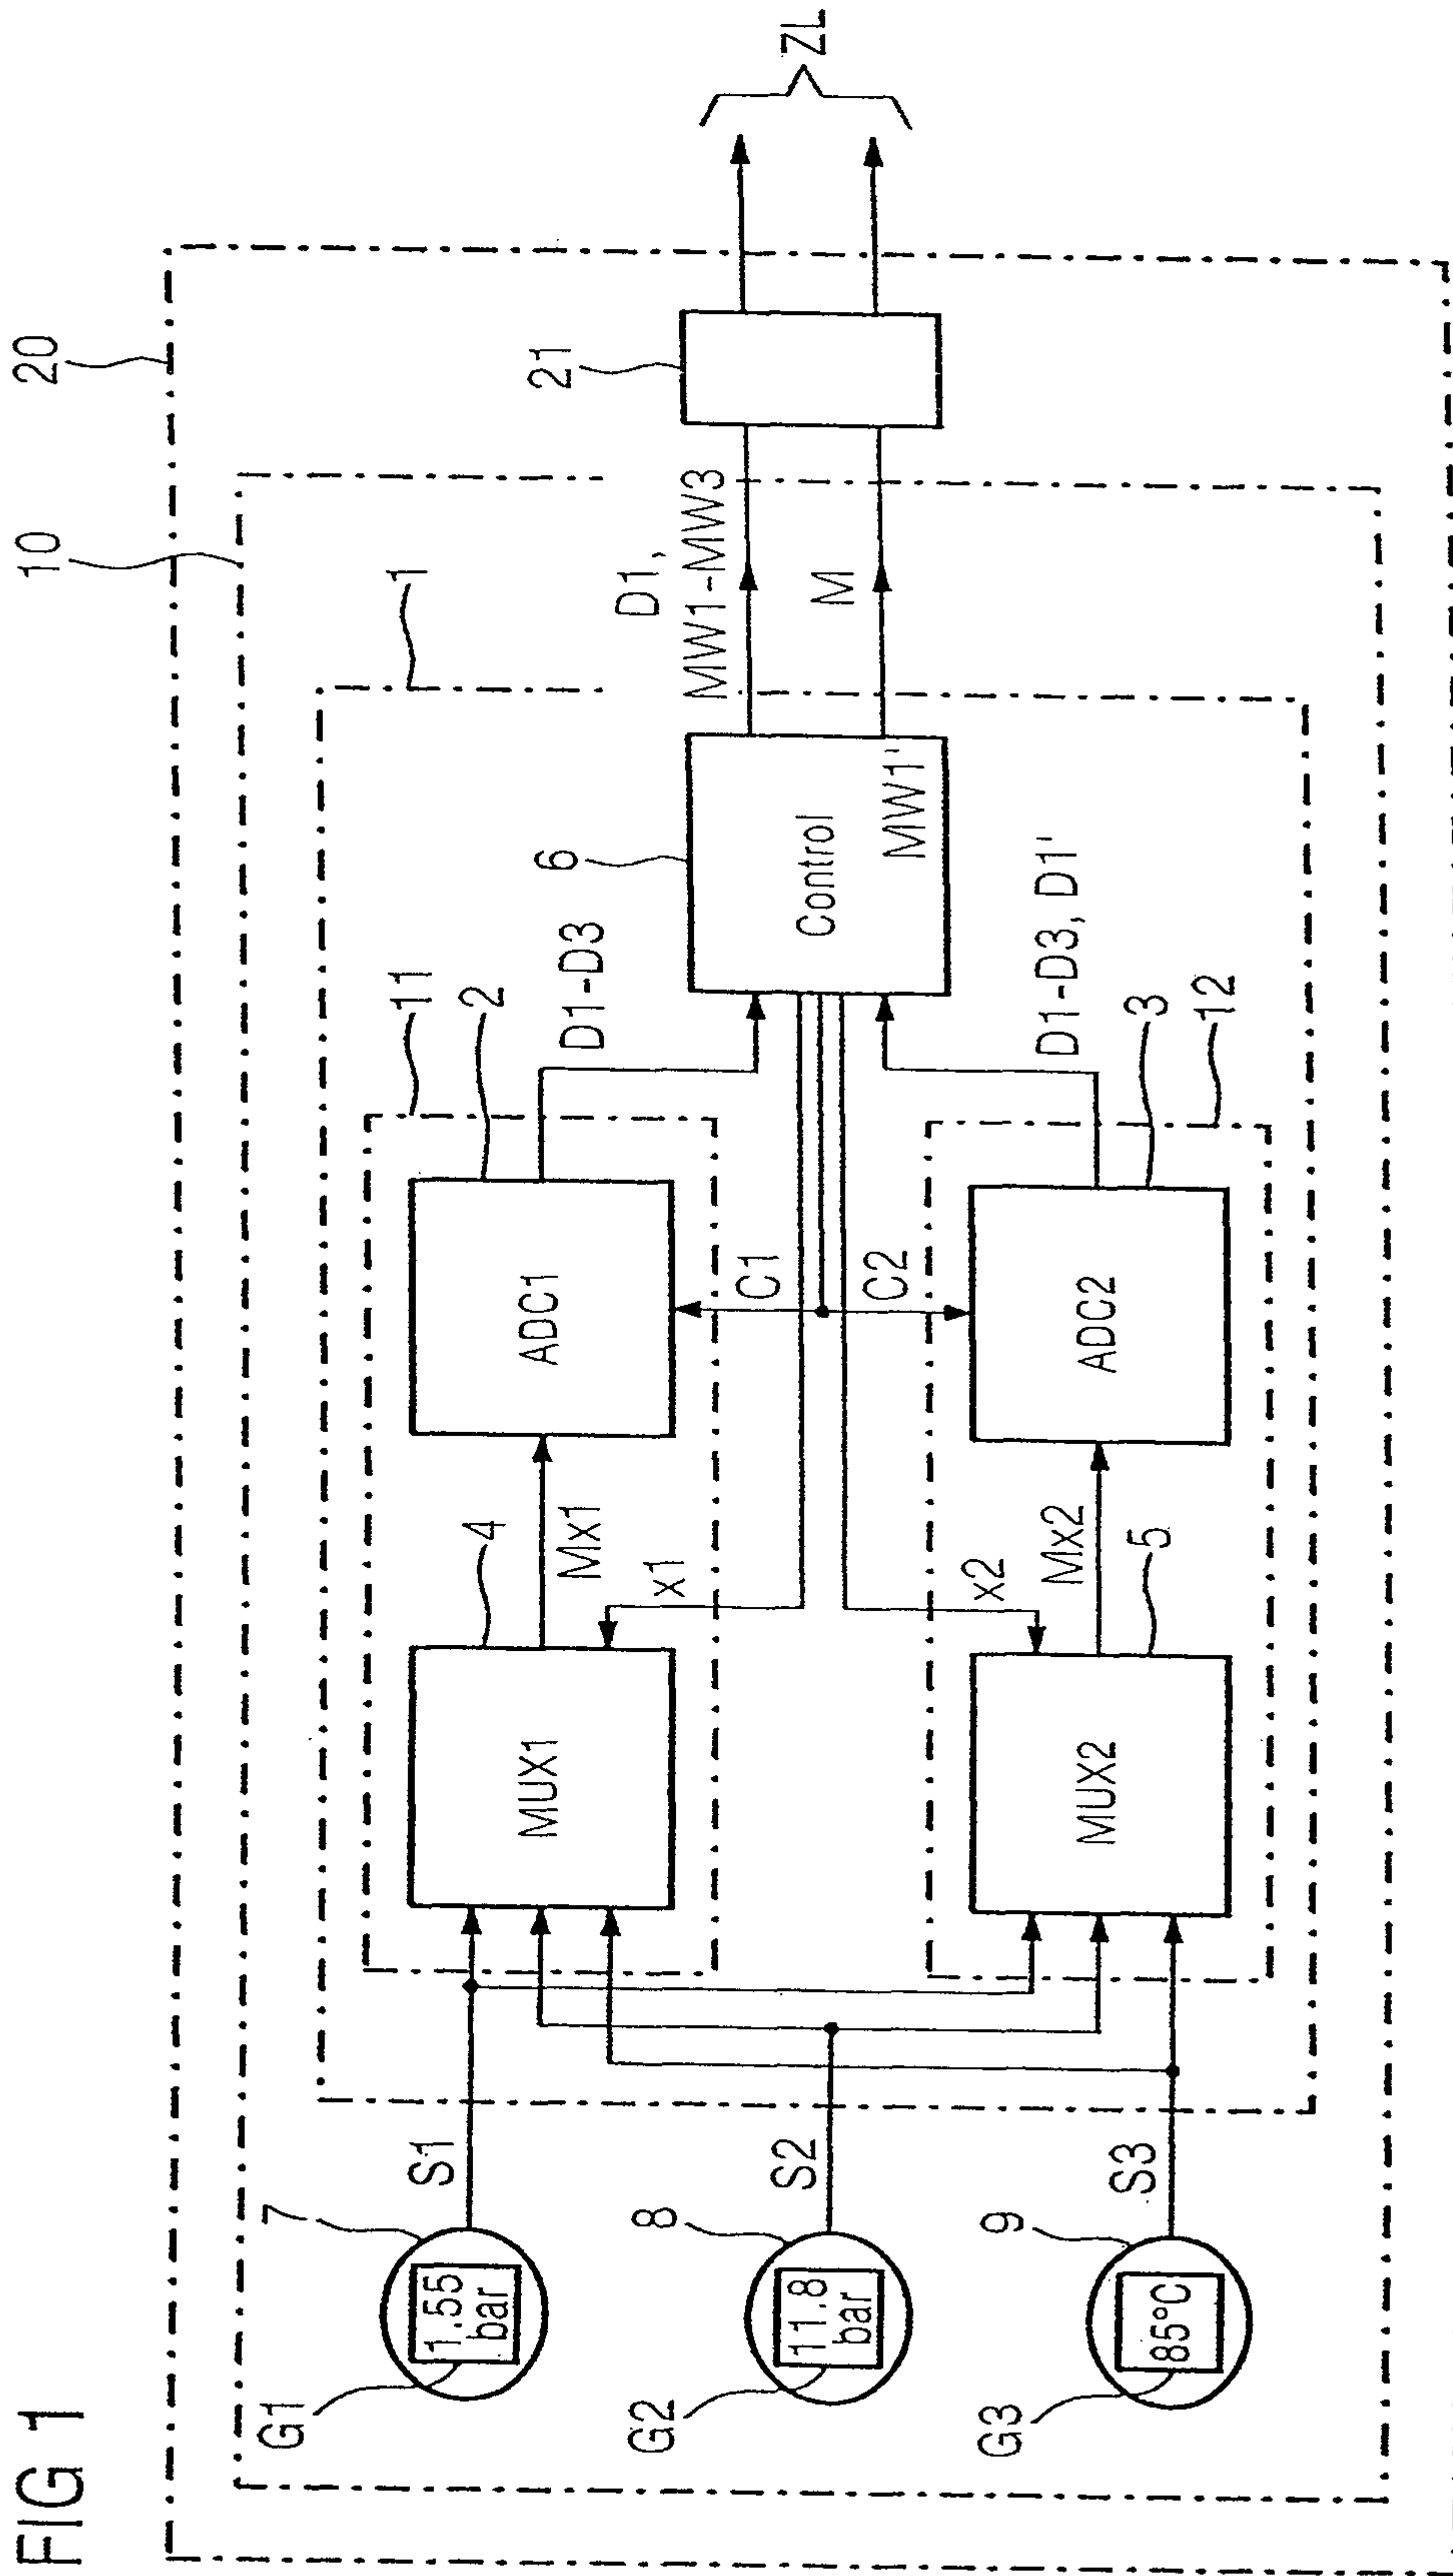 FIG 1
20
10
1
11
2
6
21
12
3
4
5
7
8
9
G1
1.55
bar
G2
11.8
bar
G3
85°C
S1
S2
S3
MUX1
MUX2
Mx1
x1
x2
Mx2
ADC1
ADC2
C1
C2
D1-D3
D1-D3, D1'
Control
MW1'
D1,
MW1-MW3
M
ZL